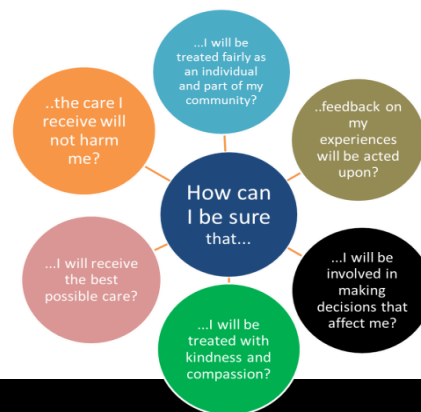 ...I will be
treated fairly as
an individual
and part of my
community?
..the care I
receive will
not harm
me?
..feedback on
my
experiences
will be acted
upon?
How can
I be sure
that...
...I will receive
the best
possible care?
...I will be
involved in
making
decisions that
affect me?
...I will be
treated with
kindness and
compassion?